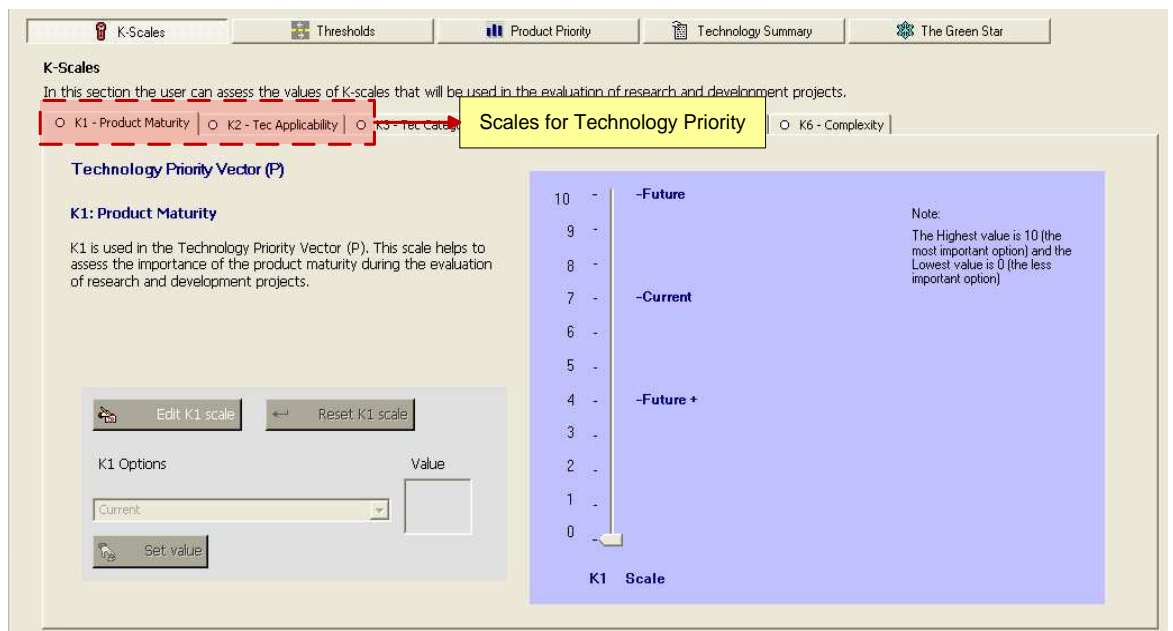 K-Scales
Thresholds
Product Priority
Technology Summary
The Green Star
K-Scales
In this section the user can assess the values of K-scales that will be used in the evaluation of research and development projects.
K1 - Product Maturity
K2 - Tec Applicability
K3 - Tec
Scales for Technology Priority
K6 - Complexity
Technology Priority Vector (P)
K1: Product Maturity
K1 is used in the Technology Priority Vector (P). This scale helps to
assess the importance of the product maturity during the evaluation
of research and development projects.
Edit K1 scale
Reset K1 scale
K1 Options
Value
Current
Set value
10 - -Future
9 -
8 -
7 - -Current
6 -
5 -
4 - -Future +
3 -
2 -
1 -
0 -
K1 Scale
Note:
The Highest value is 10 (the
most important option) and the
Lowest value is 0 (the less
important option)